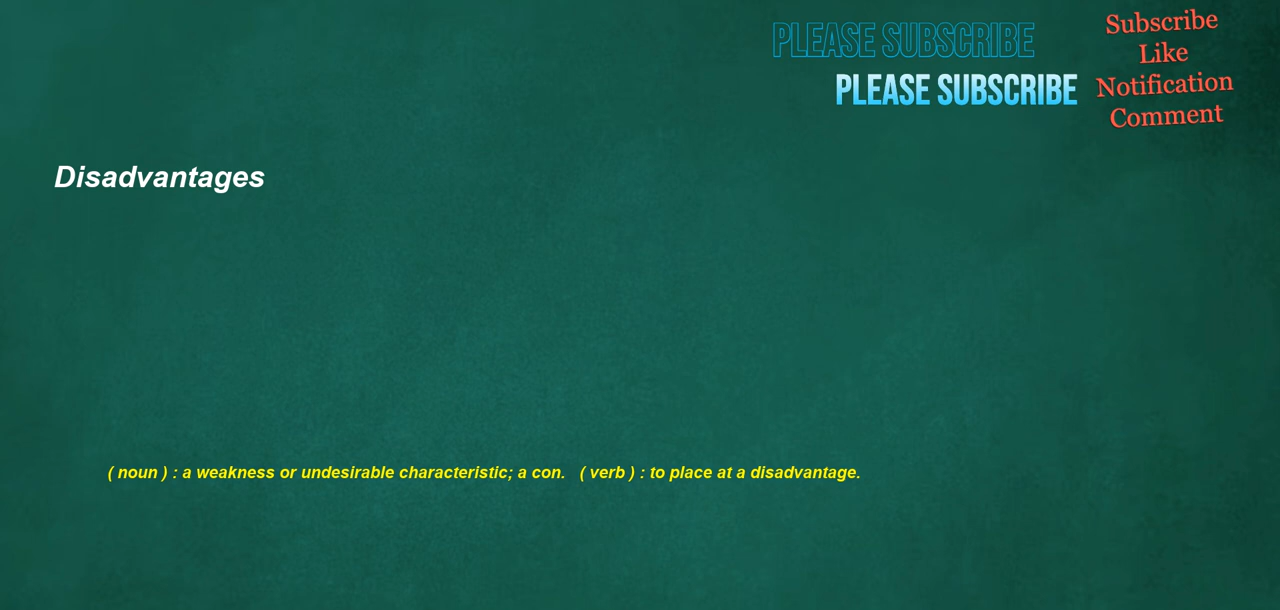 PLEASE SUBSCRIBE
PLEASE SUBSCRIBE
Subscribe
Like
Notification
Comment
Disadvantages
( noun ) : a weakness or undesirable characteristic; a con.   ( verb ) : to place at a disadvantage.